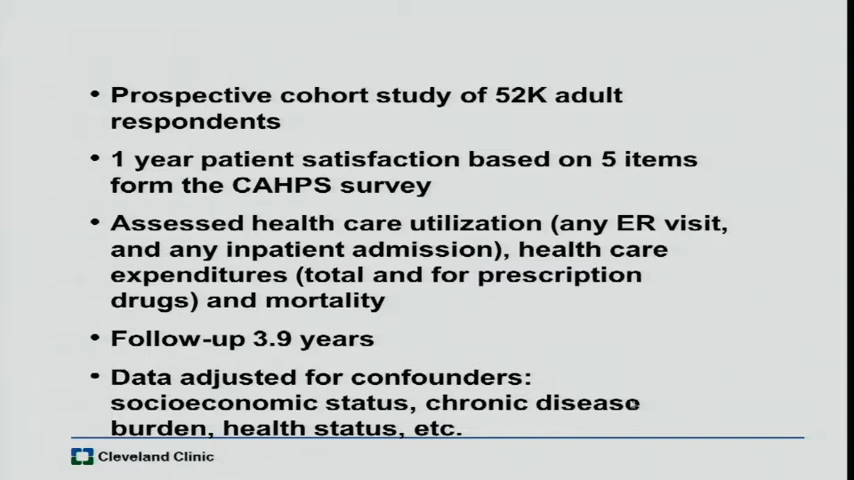 • Prospective cohort study of 52K adult
respondents
• 1 year patient satisfaction based on 5 items
form the CAHPS survey
• Assessed health care utilization (any ER visit,
and any inpatient admission), health care
expenditures (total and for prescription
drugs) and mortality
• Follow-up 3.9 years
• Data adjusted for confounders:
socioeconomic status, chronic disease
burden, health status, etc.
Cleveland Clinic